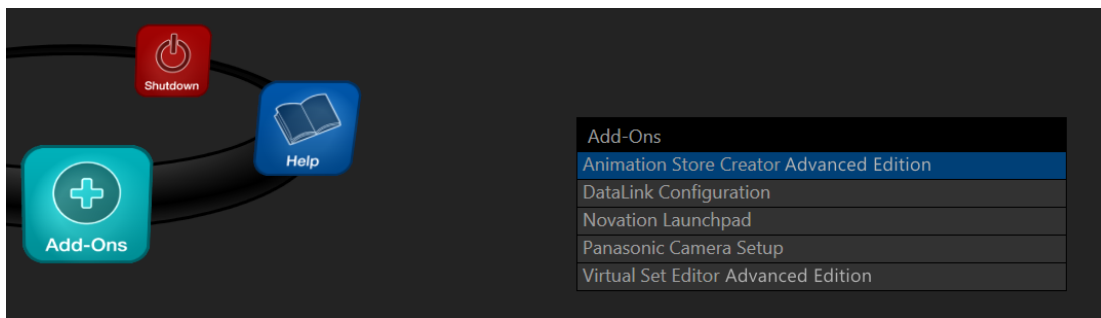 Shutdown
Help
Add-Ons
Add-Ons
Animation Store Creator Advanced Edition
DataLink Configuration
Novation Launchpad
Panasonic Camera Setup
Virtual Set Editor Advanced Edition